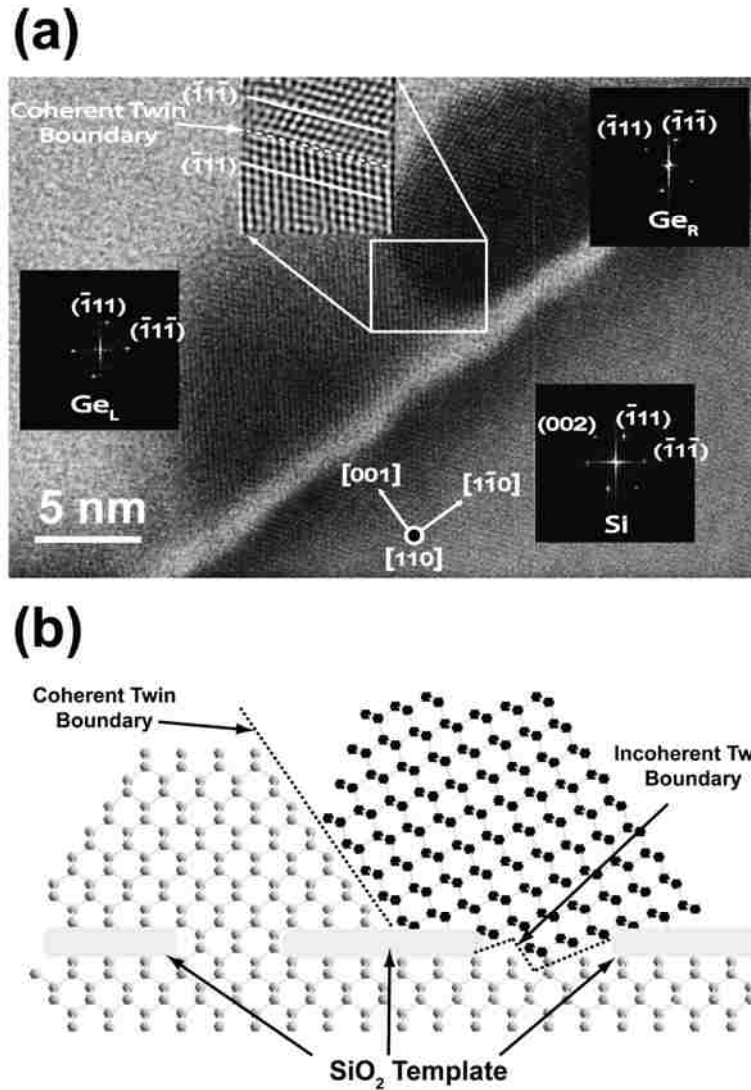 (a)
(1̄11̄)
Coherent Twin
Boundary
(1̄11)
(1̄11) (1̄11̄)
Ge_R
(1̄11)
(1̄11̄)
Ge_L
(002) (1̄11)
(1̄11̄)
Si
[001] [11̄0]
[110]
5 nm
(b)
Coherent Twin
Boundary
Incoherent Tw
Boundary
SiO₂ Template